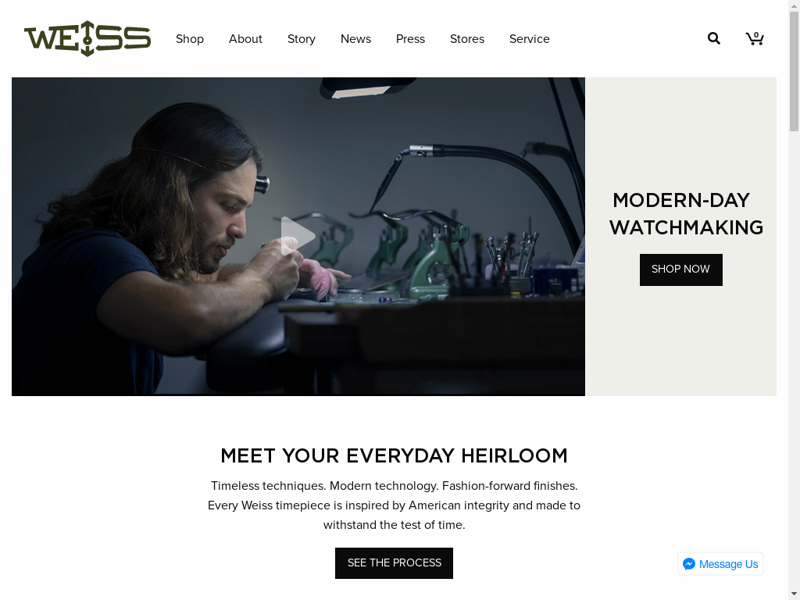 WEISS
Shop
About
Story
News
Press
Stores
Service
0
MODERN-DAY
WATCHMAKING
SHOP NOW
MEET YOUR EVERYDAY HEIRLOOM
Timeless techniques. Modern technology. Fashion-forward finishes.
Every Weiss timepiece is inspired by American integrity and made to
withstand the test of time.
SEE THE PROCESS
Message Us